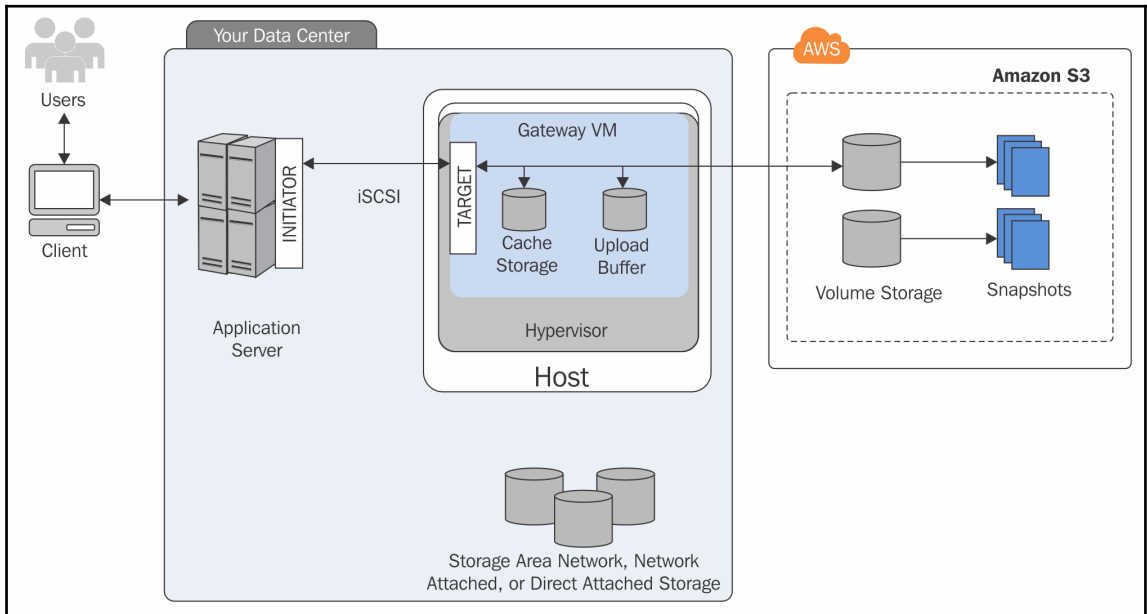 Your Data Center
AWS
Amazon S3
Users
Gateway VM
INITIATOR
TARGET
iSCSI
Client
Cache
Storage
Upload
Buffer
Volume Storage
Snapshots
Application
Server
Hypervisor
Host
Storage Area Network, Network
Attached, or Direct Attached Storage